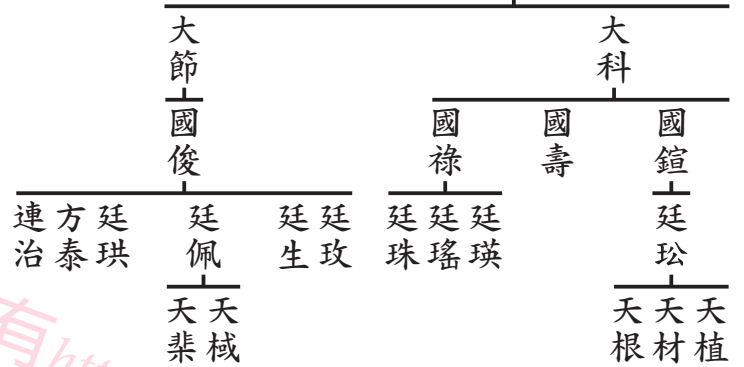 大科
大節
國鍹
國壽
國祿
國俊
廷玜
廷瑛
廷瑤
廷珠
廷玫
廷生
廷佩
廷珙
方泰
連治
天植
天材
天根
天棫
天棐
有
htt